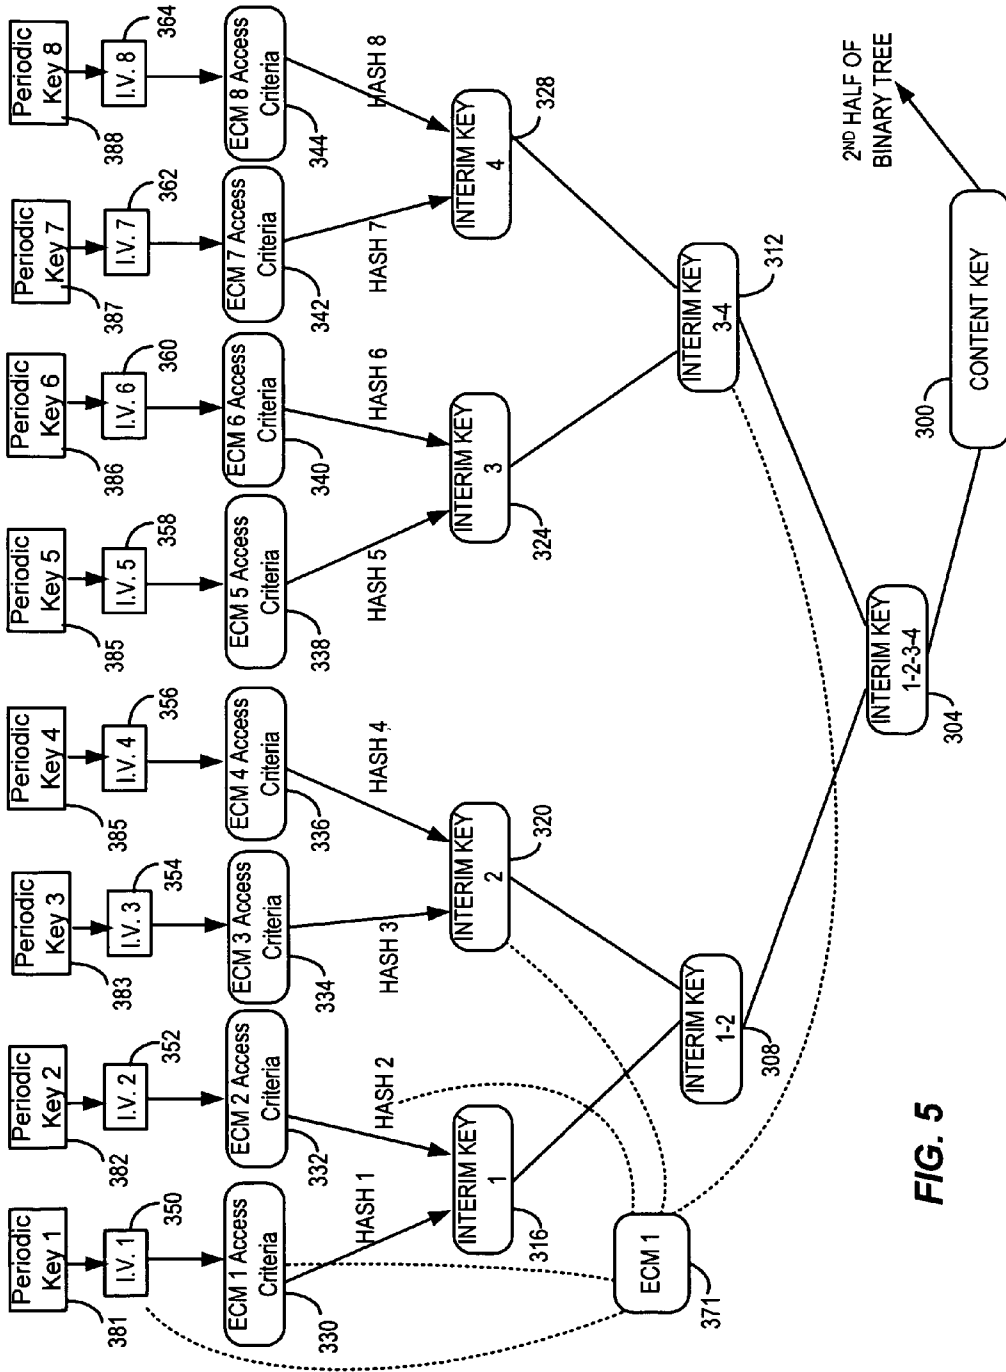 Periodic
Key 1
381
I.V. 1
350
ECM 1 Access
Criteria
330
HASH 1
Periodic
Key 2
382
I.V. 2
352
ECM 2 Access
Criteria
332
HASH 2
Periodic
Key 3
383
I.V. 3
354
ECM 3 Access
Criteria
334
HASH 3
Periodic
Key 4
385
I.V. 4
356
ECM 4 Access
Criteria
336
HASH 4
Periodic
Key 5
385
I.V. 5
358
ECM 5 Access
Criteria
338
HASH 5
Periodic
Key 6
386
I.V. 6
360
ECM 6 Access
Criteria
340
HASH 6
Periodic
Key 7
387
I.V. 7
362
ECM 7 Access
Criteria
342
HASH 7
Periodic
Key 8
388
I.V. 8
364
ECM 8 Access
Criteria
344
HASH 8
INTERIM KEY
1
316
INTERIM KEY
2
320
INTERIM KEY
3
324
INTERIM KEY
4
328
ECM 1
371
INTERIM KEY
1-2
308
INTERIM KEY
3-4
312
INTERIM KEY
1-2-3-4
304
CONTENT KEY
300
2ND HALF OF
BINARY TREE
FIG. 5